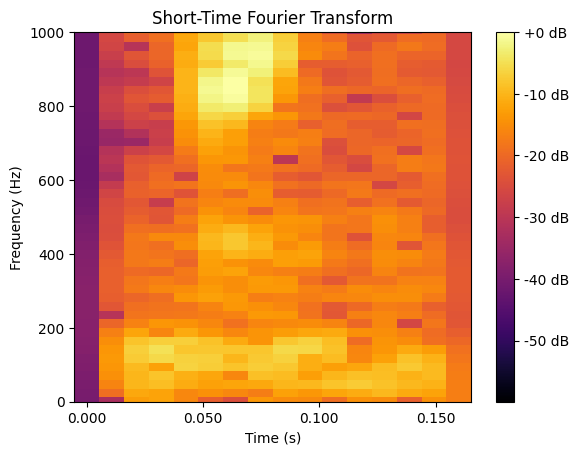 Short-Time Fourier Transform
1000
800
600
400
200
0
Frequency (Hz)
0.000
0.050
0.100
0.150
Time (s)
+0 dB
-10 dB
-20 dB
-30 dB
-40 dB
-50 dB